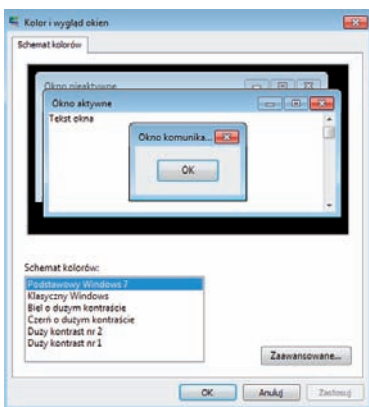 Kolor i wygląd okien
Schemat kolorów
Okno nieaktywne
Okno aktywne
Tekst okna
Okno komunika...
OK
Schemat kolorów:
Podstawowy Windows 7
Klasyczny Windows
Biel o dużym kontraście
Czerń o dużym kontraście
Duży kontrast nr 2
Duży kontrast nr 1
Zaawansowane...
OK
Anuluj
Zastosuj